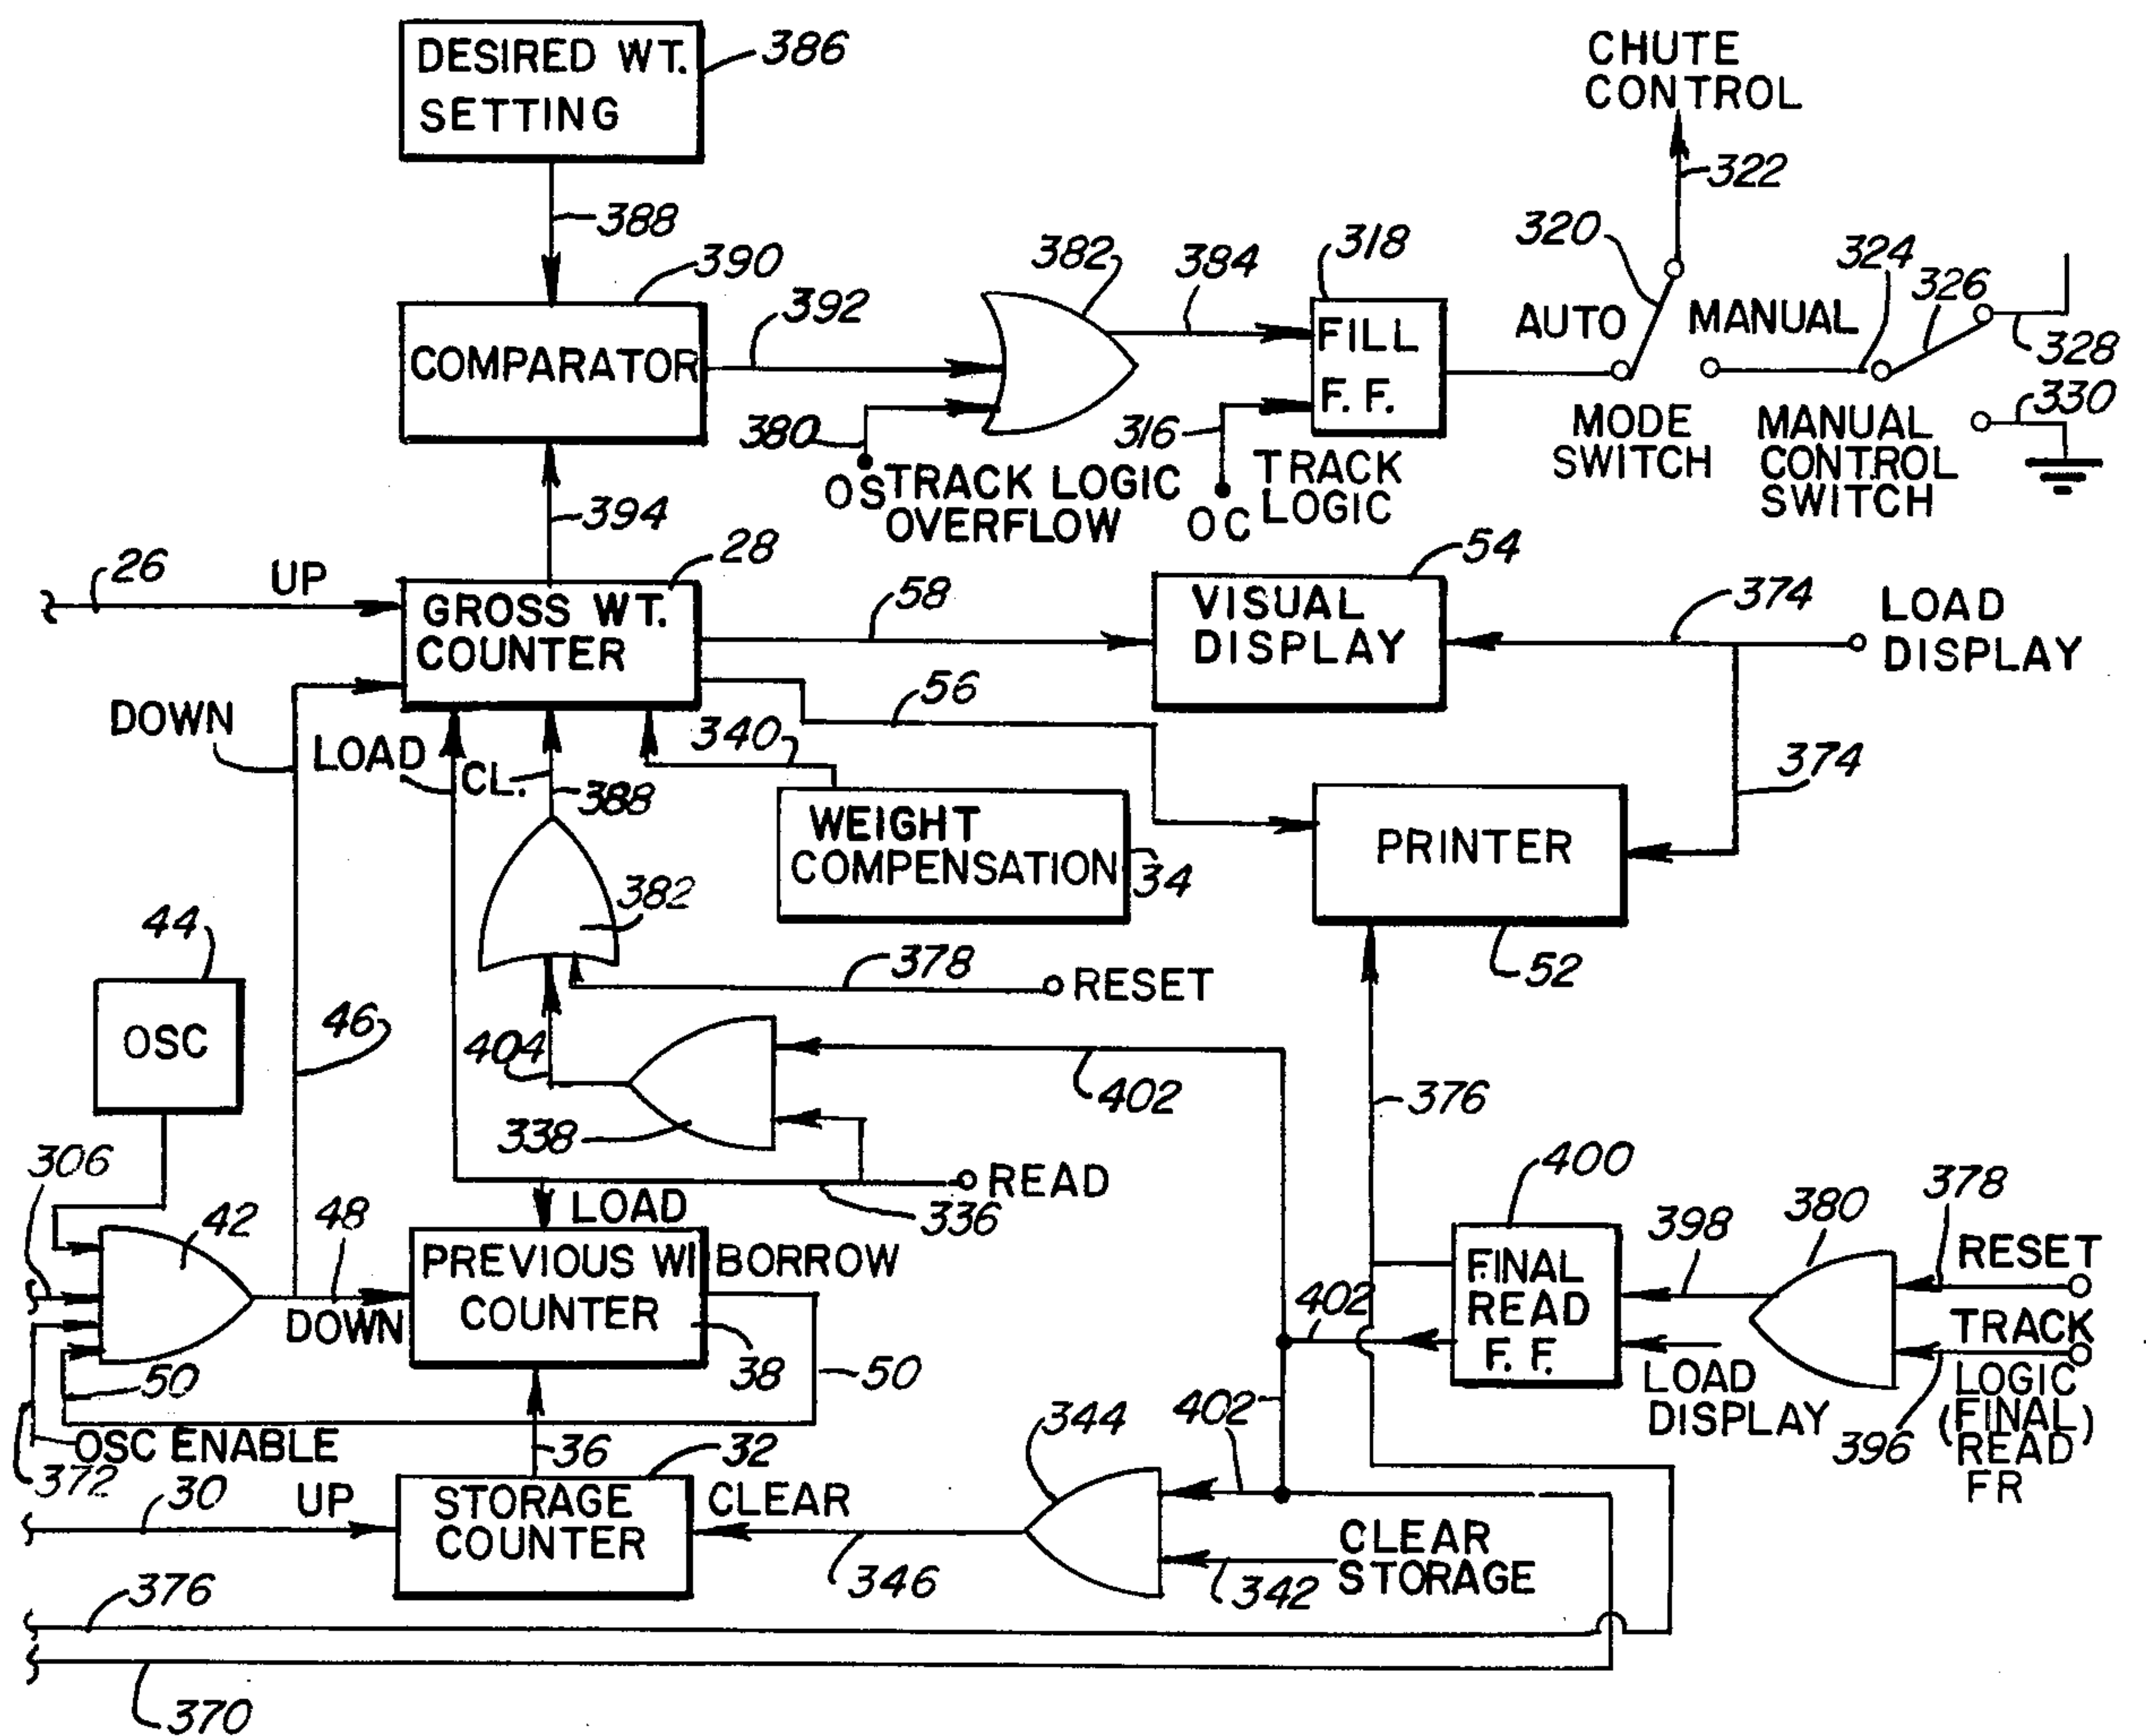 DESIRED WT.
SETTING
386
CHUTE
CONTROL
322
388
390
392
382
384
318
320
324
326
328
330
COMPARATOR
FILL
F. F.
AUTO
MANUAL
MODE
SWITCH
MANUAL
CONTROL
SWITCH
380
OS
TRACK LOGIC
OVERFLOW
316
OC
TRACK
LOGIC
394
26
UP
28
GROSS WT.
COUNTER
58
54
VISUAL
DISPLAY
374
LOAD
DISPLAY
DOWN
LOAD
CL.
388
340
56
374
WEIGHT
COMPENSATION
34
PRINTER
52
382
44
OSC
46
378
RESET
404
338
402
376
READ
336
306
42
48
DOWN
LOAD
PREVIOUS W
BORROW
COUNTER
38
50
50
OSC ENABLE
372
400
FINAL
READ
F. F.
398
380
378
RESET
TRACK
LOGIC
(FINAL)
READ
FR
396
LOAD
DISPLAY
402
402
344
36
32
30
UP
STORAGE
COUNTER
CLEAR
346
342
CLEAR
STORAGE
376
370